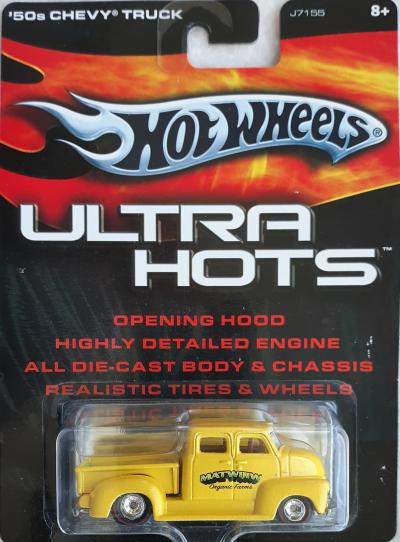 '50s CHEVY® TRUCK J7155 8+
HOT WHEELS®
ULTRA
HOTS™
OPENING HOOD
HIGHLY DETAILED ENGINE
ALL DIE-CAST BODY & CHASSIS
REALISTIC TIRES & WHEELS
Organic Farms